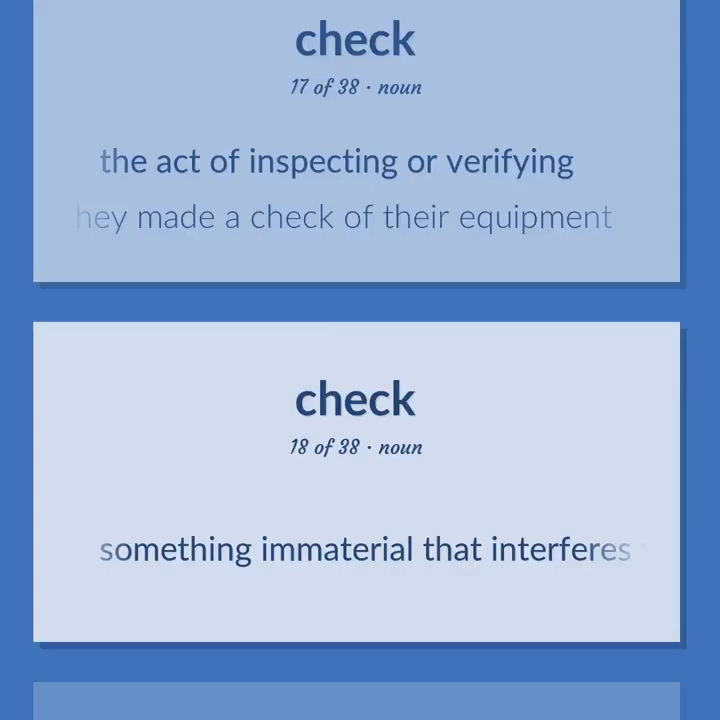 check
17 of 38 · noun
the act of inspecting or verifying
hey made a check of their equipment
check
18 of 38 · noun
something immaterial that interferes